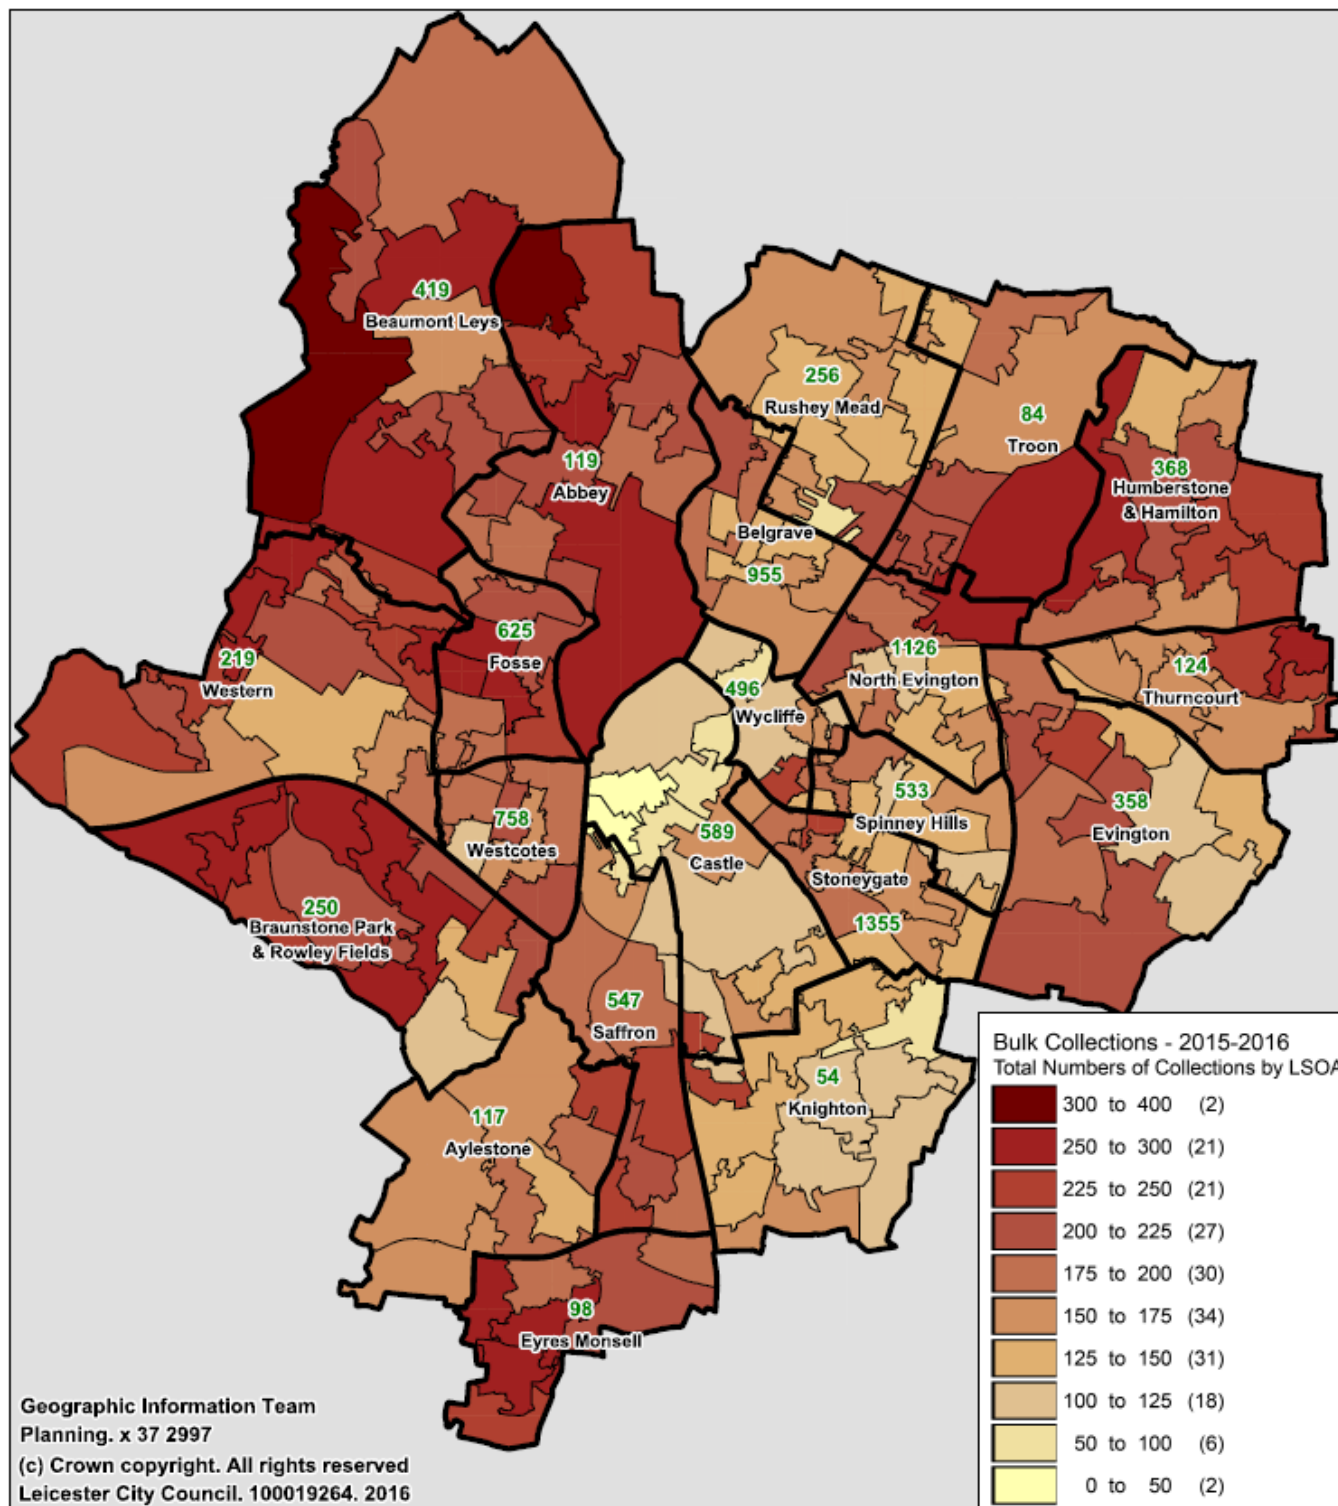 419
Beaumont Leys
256
Rushey Mead
84
Troon
119
Abbey
368
Humberstone
& Hamilton
Belgrave
955
625
Fosse
219
Western
1126
North Evington
124
Thurncourt
496
Wycliffe
758
Westcotes
589
Castle
533
Spinney Hills
358
Evington
Stoneygate
1355
250
Braunstone Park
& Rowley Fields
547
Saffron
54
Knighton
117
Aylestone
98
Eyres Monsell
Bulk Collections - 2015-2016
Total Numbers of Collections by LSOA
300 to 400 (2)
250 to 300 (21)
225 to 250 (21)
200 to 225 (27)
175 to 200 (30)
150 to 175 (34)
125 to 150 (31)
100 to 125 (18)
50 to 100 (6)
0 to 50 (2)
Geographic Information Team
Planning. x 37 2997
(c) Crown copyright. All rights reserved
Leicester City Council. 100019264. 2016